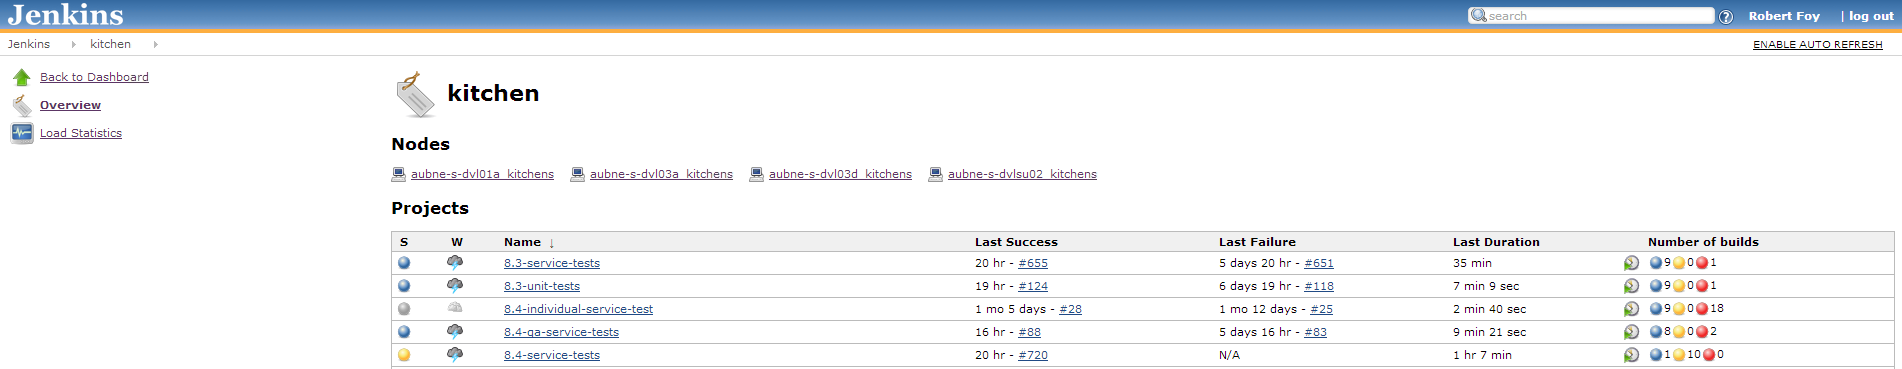 Jenkins search ? Robert Foy | log out
Jenkins kitchen ENABLE AUTO REFRESH
Back to Dashboard
Overview
Load Statistics
kitchen
Nodes
aubne-s-dvl01a_kitchens aubne-s-dvl03a_kitchens aubne-s-dvl03d_kitchens aubne-s-dvlsu02_kitchens
Projects
S W Name ↓ Last Success Last Failure Last Duration Number of builds
8.3-service-tests 20 hr - #655 5 days 20 hr - #651 35 min 9 0 1
8.3-unit-tests 19 hr - #124 6 days 19 hr - #118 7 min 9 sec 9 0 1
8.4-individual-service-test 1 mo 5 days - #28 1 mo 12 days - #25 2 min 40 sec 9 0 18
8.4-qa-service-tests 16 hr - #88 5 days 16 hr - #83 9 min 21 sec 8 0 2
8.4-service-tests 20 hr - #720 N/A 1 hr 7 min 1 10 0